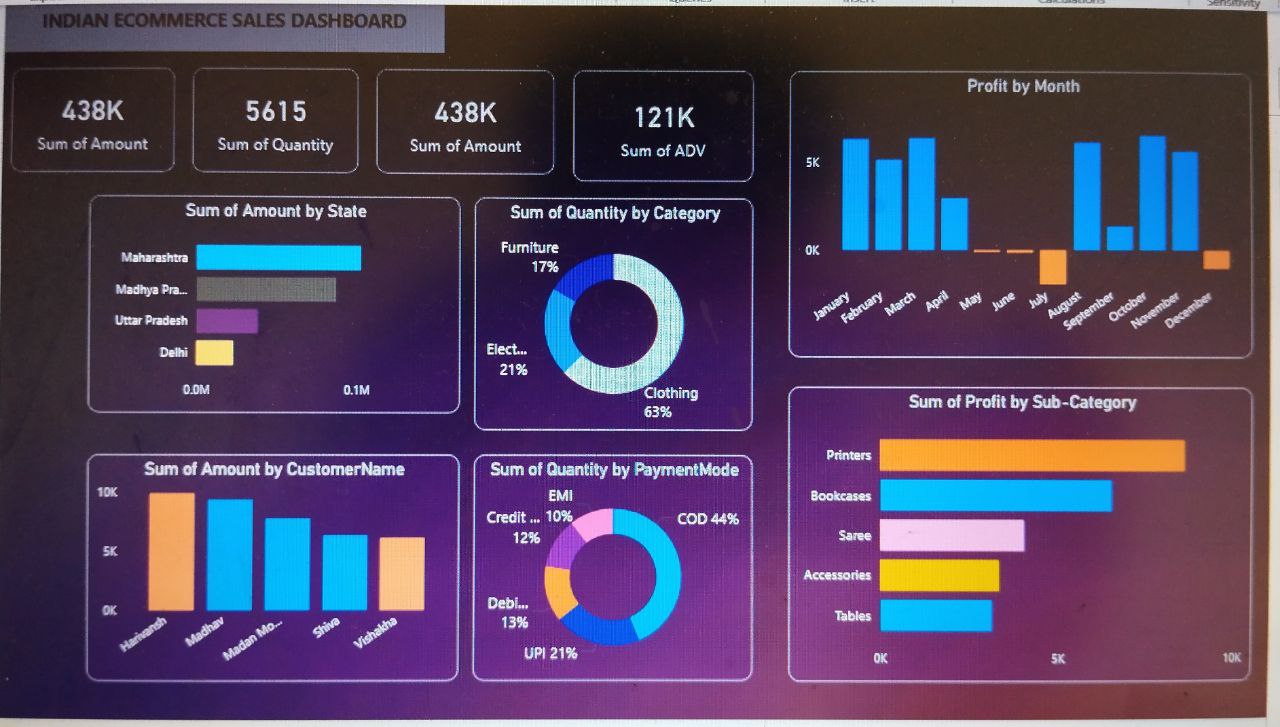 Sensitivity
INDIAN ECOMMERCE SALES DASHBOARD
438K
Sum of Amount
5615
Sum of Quantity
438K
Sum of Amount
121K
Sum of ADV
Profit by Month
5K
0K
January
February
March
April
May
June
July
August
September
October
November
December
Sum of Amount by State
Maharashtra
Madhya Pra...
Uttar Pradesh
Delhi
0.0M
0.1M
Sum of Quantity by Category
Furniture
17%
Elect...
21%
Clothing
63%
Sum of Profit by Sub-Category
Printers
Bookcases
Saree
Accessories
Tables
0K
5K
10K
Sum of Amount by CustomerName
10K
5K
0K
Harivansh
Madhav
Madan Mo...
Shiva
Vishakha
Sum of Quantity by PaymentMode
EMI
10%
Credit ...
12%
COD 44%
Debi...
13%
UPI 21%